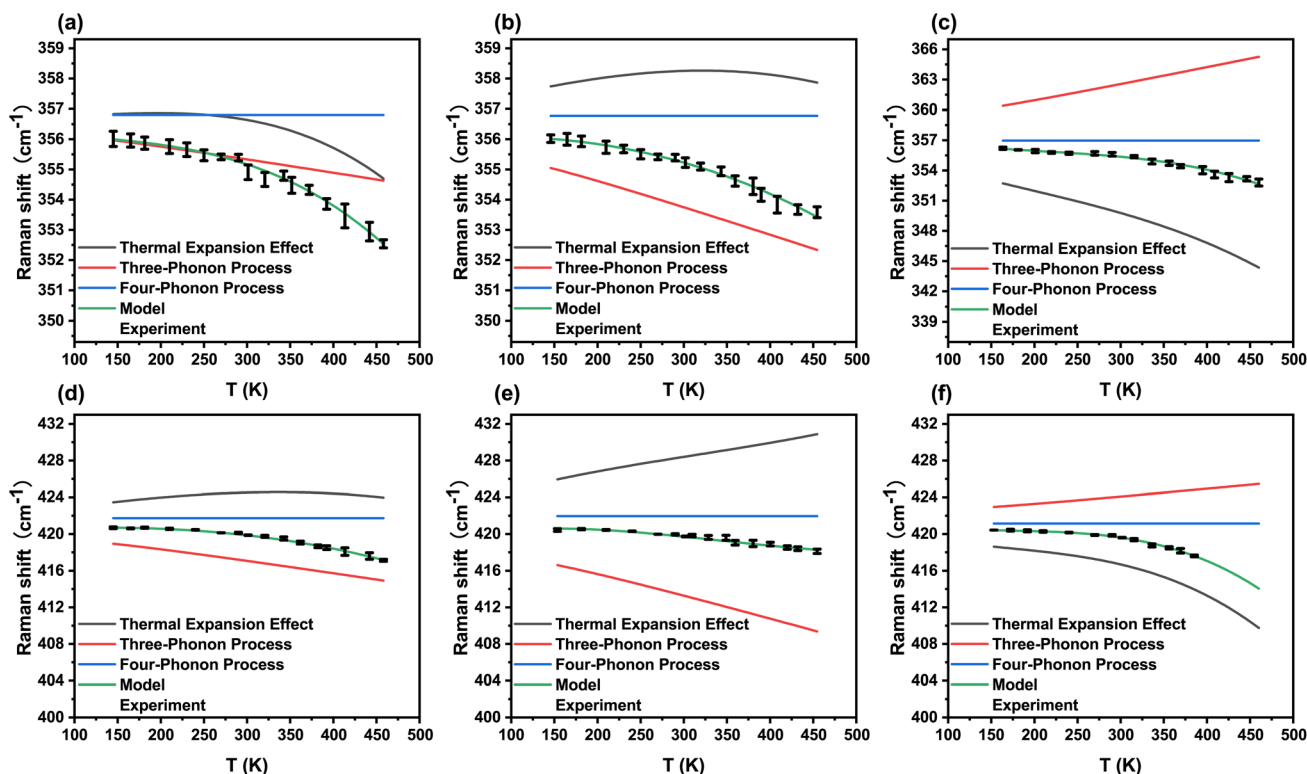 (a)
359
358
357
356
355
354
353
352
351
350
Raman shift (cm⁻¹)
Thermal Expansion Effect
Three-Phonon Process
Four-Phonon Process
Model
Experiment
100 150 200 250 300 350 400 450 500
T (K)
(b)
359
358
357
356
355
354
353
352
351
350
Raman shift (cm⁻¹)
Thermal Expansion Effect
Three-Phonon Process
Four-Phonon Process
Model
Experiment
100 150 200 250 300 350 400 450 500
T (K)
(c)
366
363
360
357
354
351
348
345
342
339
Raman shift (cm⁻¹)
Thermal Expansion Effect
Three-Phonon Process
Four-Phonon Process
Model
Experiment
100 150 200 250 300 350 400 450 500
T (K)
(d)
432
428
424
420
416
412
408
404
400
Raman shift (cm⁻¹)
Thermal Expansion Effect
Three-Phonon Process
Four-Phonon Process
Model
Experiment
100 150 200 250 300 350 400 450 500
T (K)
(e)
432
428
424
420
416
412
408
404
400
Raman shift (cm⁻¹)
Thermal Expansion Effect
Three-Phonon Process
Four-Phonon Process
Model
Experiment
100 150 200 250 300 350 400 450 500
T (K)
(f)
432
428
424
420
416
412
408
404
400
Raman shift (cm⁻¹)
Thermal Expansion Effect
Three-Phonon Process
Four-Phonon Process
Model
Experiment
100 150 200 250 300 350 400 450 500
T (K)